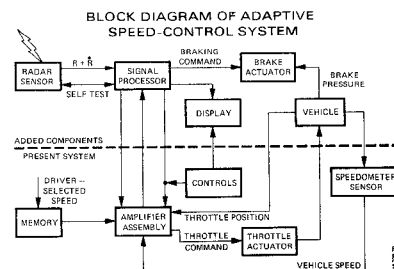 BLOCK DIAGRAM OF ADAPTIVE
SPEED-CONTROL SYSTEM
RADAR
SENSOR
R + Ṙ
SELF TEST
SIGNAL
PROCESSOR
BRAKING
COMMAND
BRAKE
ACTUATOR
BRAKE
PRESSURE
DISPLAY
VEHICLE
ADDED COMPONENTS
PRESENT SYSTEM
DRIVER –
SELECTED
SPEED
CONTROLS
SPEEDOMETER
SENSOR
MEMORY
AMPLIFIER
ASSEMBLY
THROTTLE POSITION
THROTTLE
COMMAND
THROTTLE
ACTUATOR
VEHICLE SPEED